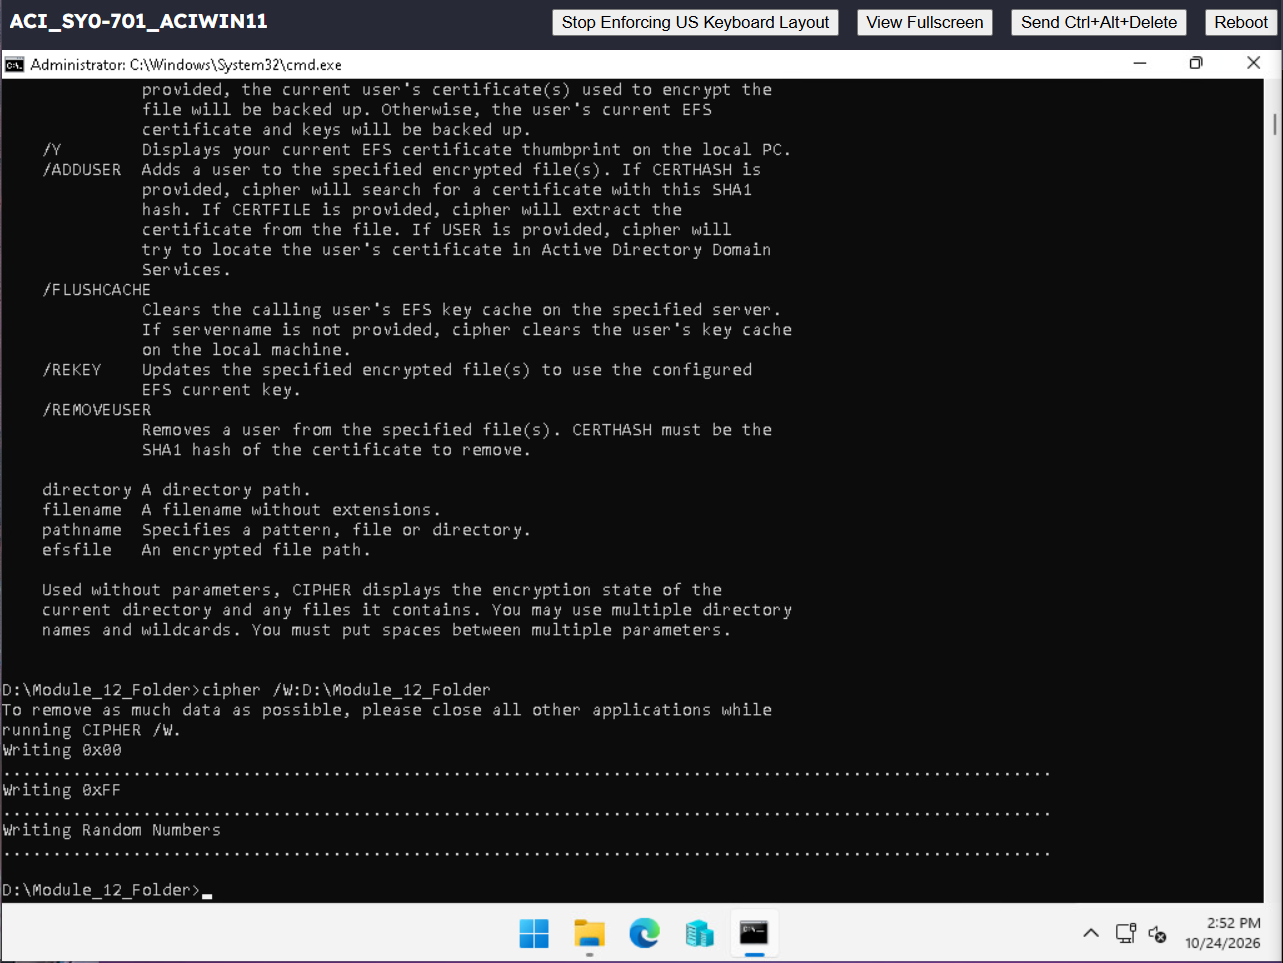 ACI_SY0-701_ACIWIN11
Stop Enforcing US Keyboard Layout
View Fullscreen
Send Ctrl+Alt+Delete
Reboot
Administrator: C:\Windows\System32\cmd.exe
provided, the current user's certificate(s) used to encrypt the
file will be backed up. Otherwise, the user's current EFS
certificate and keys will be backed up.
/Y        Displays your current EFS certificate thumbprint on the local PC.
/ADDUSER  Adds a user to the specified encrypted file(s). If CERTHASH is
provided, cipher will search for a certificate with this SHA1
hash. If CERTFILE is provided, cipher will extract the
certificate from the file. If USER is provided, cipher will
try to locate the user's certificate in Active Directory Domain
Services.
/FLUSHCACHE
Clears the calling user's EFS key cache on the specified server.
If servername is not provided, cipher clears the user's key cache
on the local machine.
/REKEY    Updates the specified encrypted file(s) to use the configured
EFS current key.
/REMOVEUSER
Removes a user from the specified file(s). CERTHASH must be the
SHA1 hash of the certificate to remove.
directory A directory path.
filename  A filename without extensions.
pathname  Specifies a pattern, file or directory.
efsfile   An encrypted file path.
Used without parameters, CIPHER displays the encryption state of the
current directory and any files it contains. You may use multiple directory
names and wildcards. You must put spaces between multiple parameters.
D:\Module_12_Folder>cipher /W:D:\Module_12_Folder
To remove as much data as possible, please close all other applications while
running CIPHER /W.
Writing 0x00
.........................................................................................................
Writing 0xFF
.........................................................................................................
Writing Random Numbers
.........................................................................................................
D:\Module_12_Folder>_
2:52 PM
10/24/2026